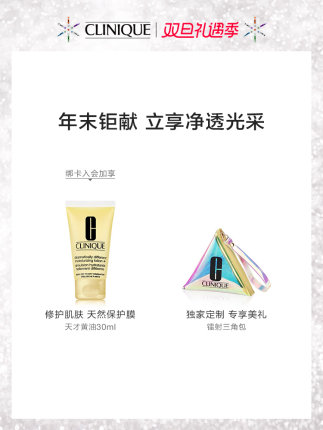 CLINIQUE | 双旦礼遇季
年末钜献 立享净透光采
绑卡入会加享
CLINIQUE
dramatically different
moisturizing lotion+
修护肌肤 天然保护膜
天才黄油30ml
CLINIQUE
独家定制 专享美礼
镭射三角包